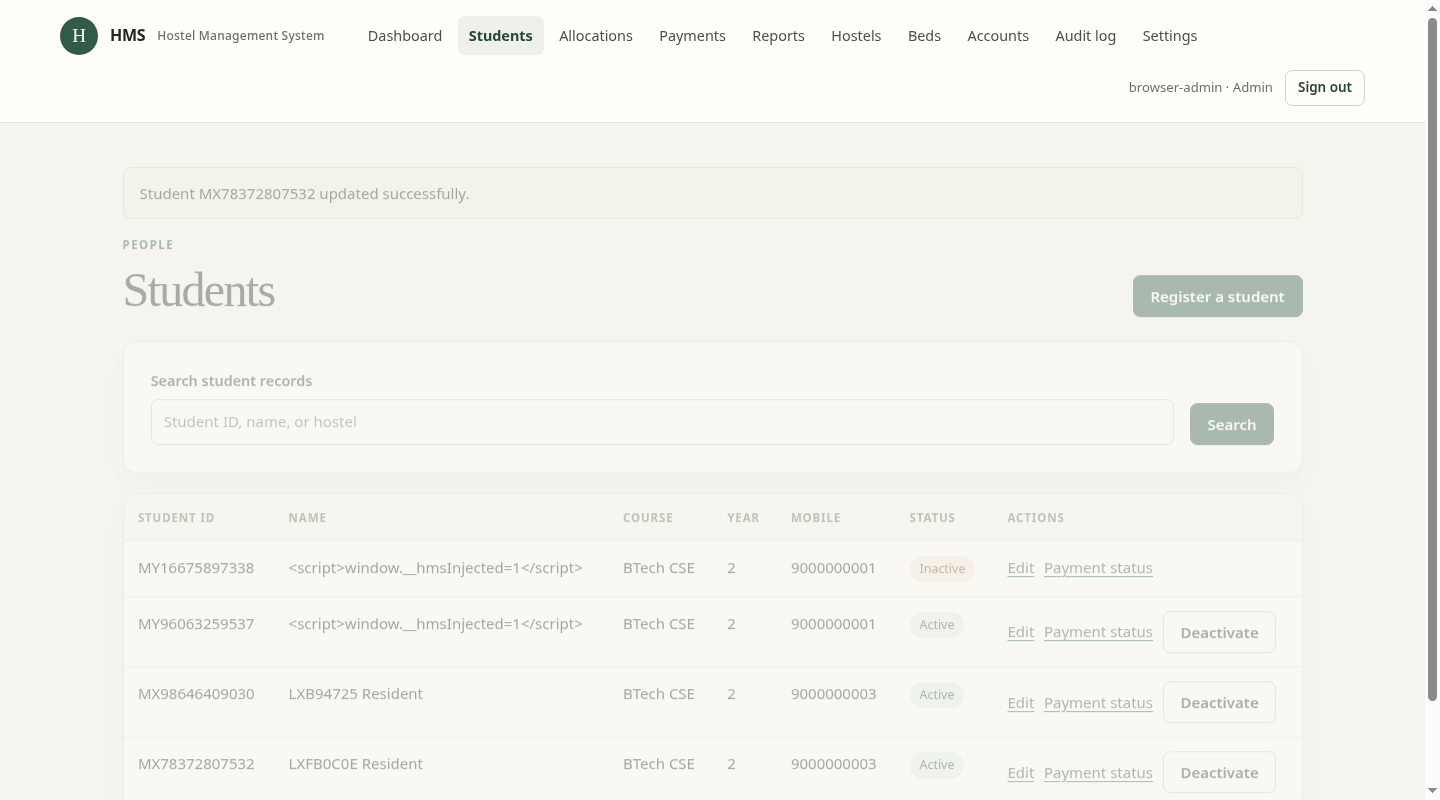 H HMS Hostel Management System Dashboard Students Allocations Payments Reports Hostels Beds Accounts Audit log Settings
browser-admin · Admin Sign out
Student MX78372807532 updated successfully.
PEOPLE
Students
Register a student
Search student records
Student ID, name, or hostel
Search
STUDENT ID NAME COURSE YEAR MOBILE STATUS ACTIONS
MY16675897338 <script>window.__hmsInjected=1</script> BTech CSE 2 9000000001 Inactive Edit Payment status
MY96063259537 <script>window.__hmsInjected=1</script> BTech CSE 2 9000000001 Active Edit Payment status Deactivate
MX98646409030 LXB94725 Resident BTech CSE 2 9000000003 Active Edit Payment status Deactivate
MX78372807532 LXFB0C0E Resident BTech CSE 2 9000000003 Active Edit Payment status Deactivate